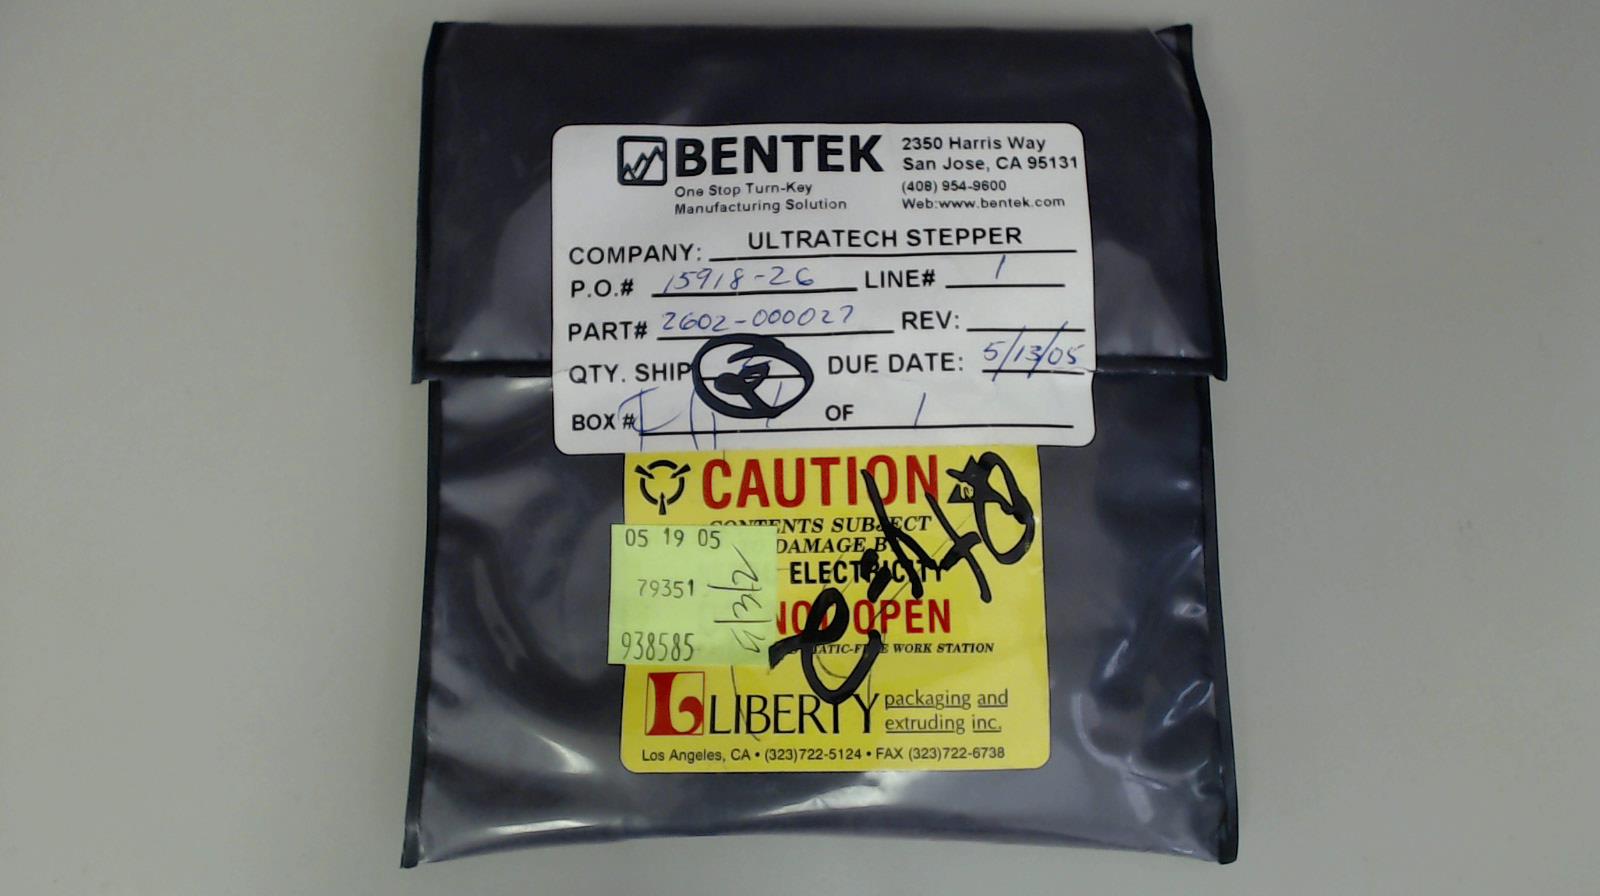 BENTEK
One Stop Turn-Key
Manufacturing Solution
2350 Harris Way
San Jose, CA 95131
(408) 954-9600
Web:www.bentek.com
COMPANY: ULTRATECH STEPPER
P.O.# 15918-26 LINE# 1
PART# 2602-000027 REV:
QTY. SHIP DUE DATE: 5/13/05
BOX # OF 1
CAUTION
CONTENTS SUBJECT
DAMAGE BY
ELECTRICITY
NOT OPEN
WORK STATION
05 19 05
79351
938585
LIBERTY packaging and
extruding inc.
Los Angeles, CA • (323)722-5124 • FAX (323)722-6738